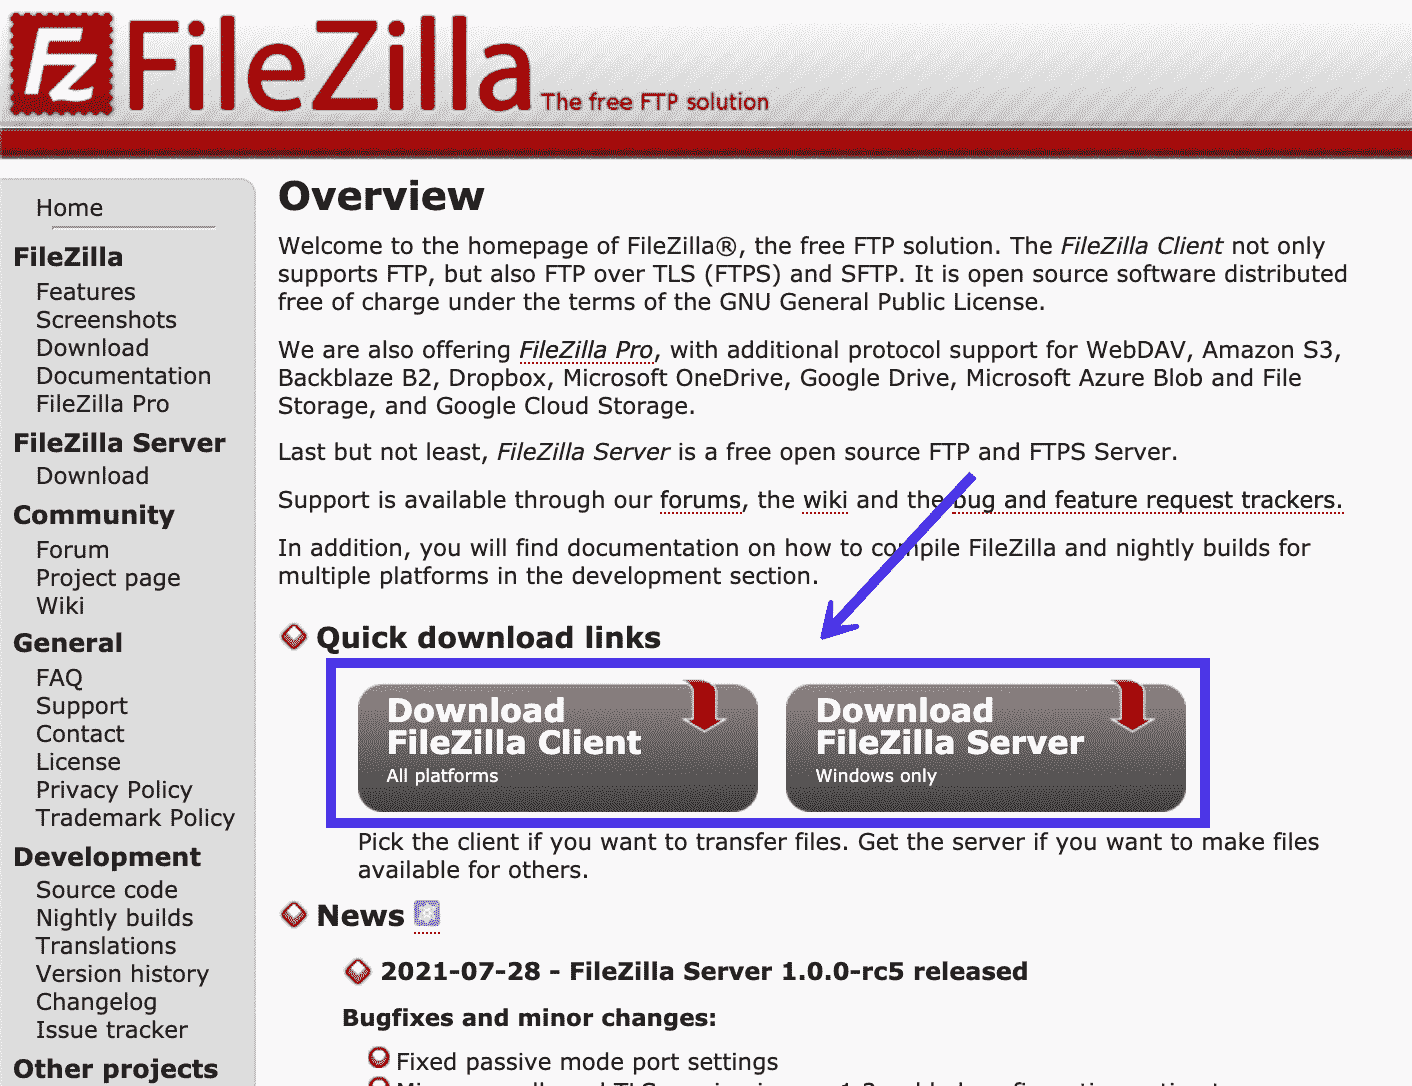 Fz FileZilla The free FTP solution
Home
FileZilla
Features
Screenshots
Download
Documentation
FileZilla Pro
FileZilla Server
Download
Community
Forum
Project page
Wiki
General
FAQ
Support
Contact
License
Privacy Policy
Trademark Policy
Development
Source code
Nightly builds
Translations
Version history
Changelog
Issue tracker
Other projects
Overview
Welcome to the homepage of FileZilla®, the free FTP solution. The FileZilla Client not only
supports FTP, but also FTP over TLS (FTPS) and SFTP. It is open source software distributed
free of charge under the terms of the GNU General Public License.
We are also offering FileZilla Pro, with additional protocol support for WebDAV, Amazon S3,
Backblaze B2, Dropbox, Microsoft OneDrive, Google Drive, Microsoft Azure Blob and File
Storage, and Google Cloud Storage.
Last but not least, FileZilla Server is a free open source FTP and FTPS Server.
Support is available through our forums, the wiki and the bug and feature request trackers.
In addition, you will find documentation on how to compile FileZilla and nightly builds for
multiple platforms in the development section.
Quick download links
Download
FileZilla Client
All platforms
Download
FileZilla Server
Windows only
Pick the client if you want to transfer files. Get the server if you want to make files
available for others.
News
2021-07-28 - FileZilla Server 1.0.0-rc5 released
Bugfixes and minor changes:
Fixed passive mode port settings